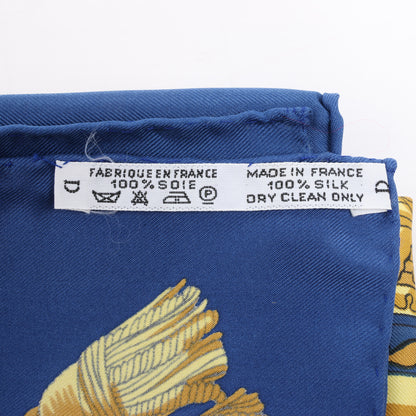 D
FABRIQUE EN FRANCE
100% SOIE
P
MADE IN FRANCE
100% SILK
DRY CLEAN ONLY
D